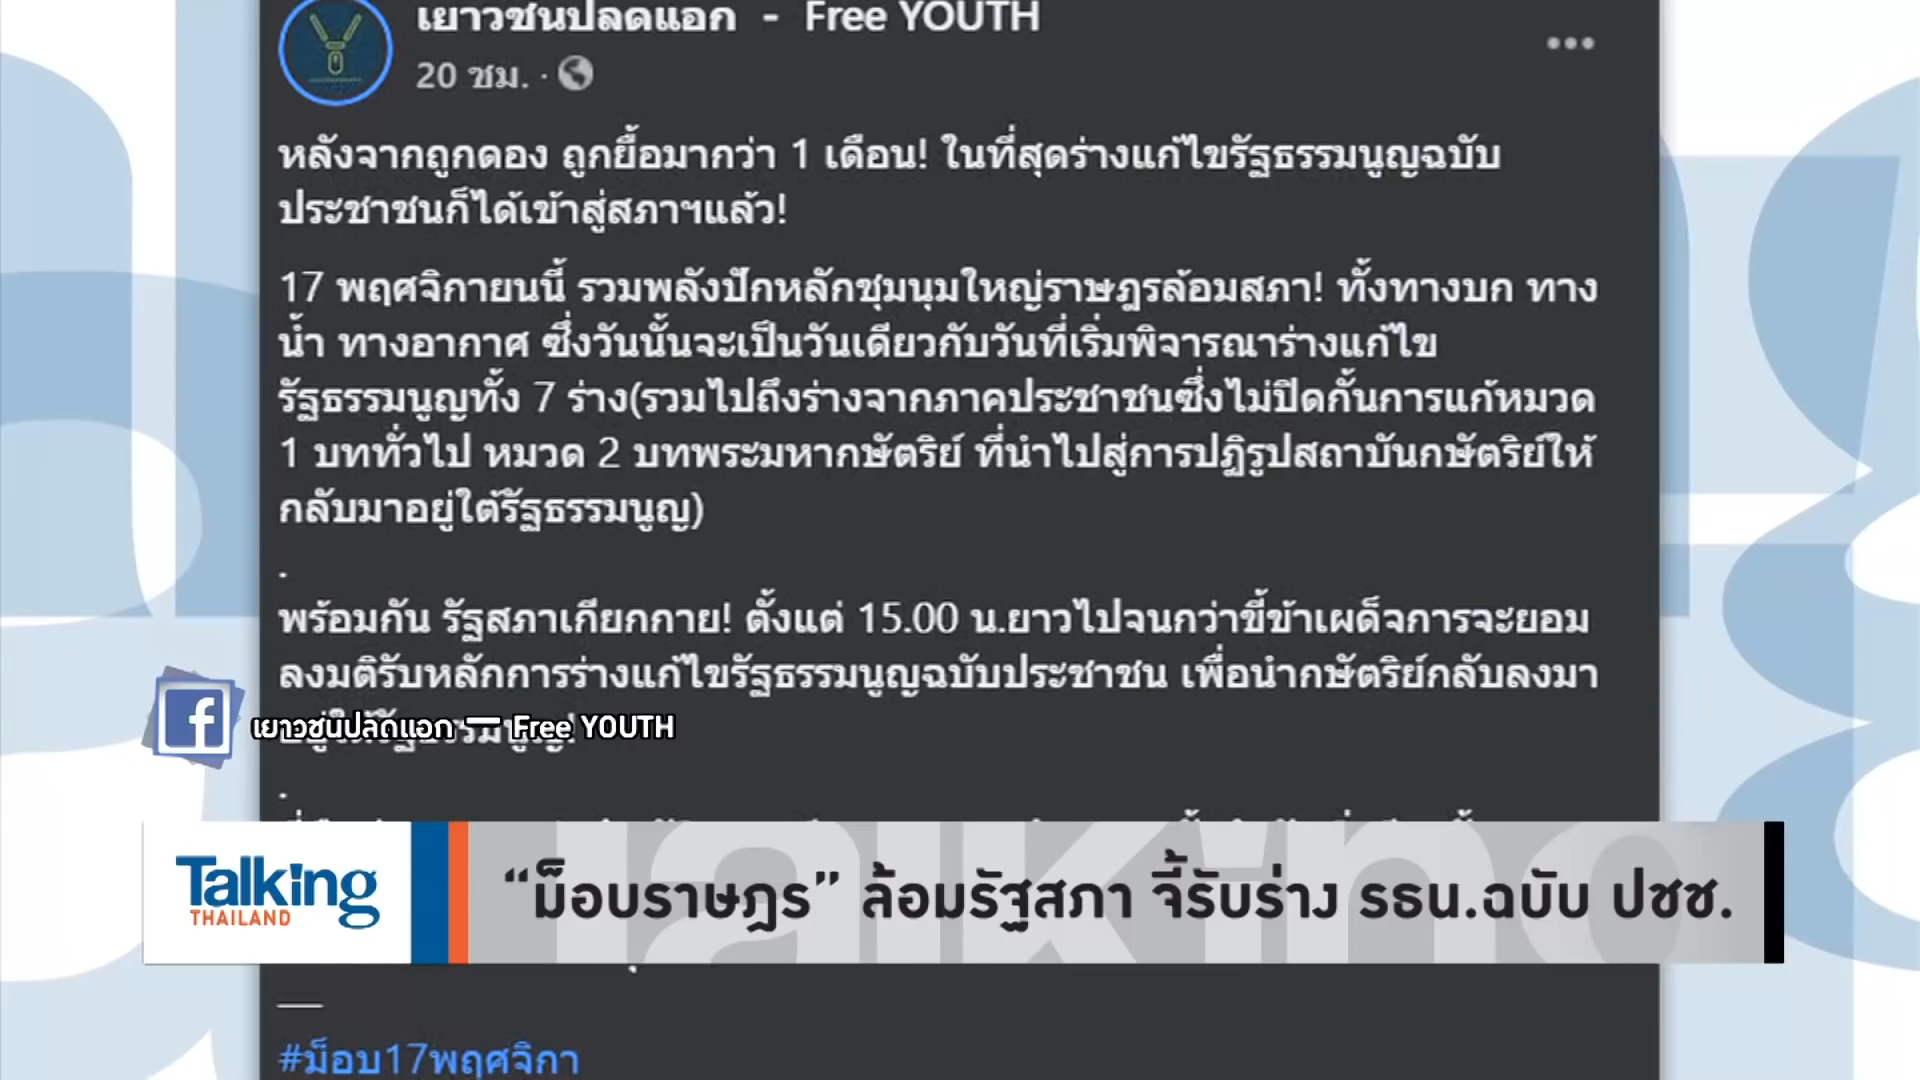 เยาวชนปลดแอก - Free YOUTH
20 ชม. ·
หลังจากถูกดอง ถูกยื้อมากว่า 1 เดือน! ในที่สุดร่างแก้ไขรัฐธรรมนูญฉบับ
ประชาชนก็ได้เข้าสู่สภาฯแล้ว!
17 พฤศจิกายนนี้ รวมพลังปักหลักชุมนุมใหญ่ราษฎรล้อมสภา! ทั้งทางบก ทาง
น้ำ ทางอากาศ ซึ่งวันนั้นจะเป็นวันเดียวกับวันที่เริ่มพิจารณาร่างแก้ไข
รัฐธรรมนูญทั้ง 7 ร่าง(รวมไปถึงร่างจากภาคประชาชนซึ่งไม่ปิดกั้นการแก้หมวด
1 บททั่วไป หมวด 2 บทพระมหากษัตริย์ ที่นำไปสู่การปฏิรูปสถาบันกษัตริย์ให้
กลับมาอยู่ใต้รัฐธรรมนูญ)
.
พร้อมกัน รัฐสภาเกียกกาย! ตั้งแต่ 15.00 น.ยาวไปจนกว่าขี้ข้าเผด็จการจะยอม
ลงมติรับหลักการร่างแก้ไขรัฐธรรมนูญฉบับประชาชน เพื่อนำกษัตริย์กลับลงมา
เยาวชนปลดแอก – Free YOUTH
.
Talking THAILAND
“ม็อบราษฎร” ล้อมรัฐสภา จี้รับร่าง รธน.ฉบับ ปชช.
—
#ม็อบ17พฤศจิกา